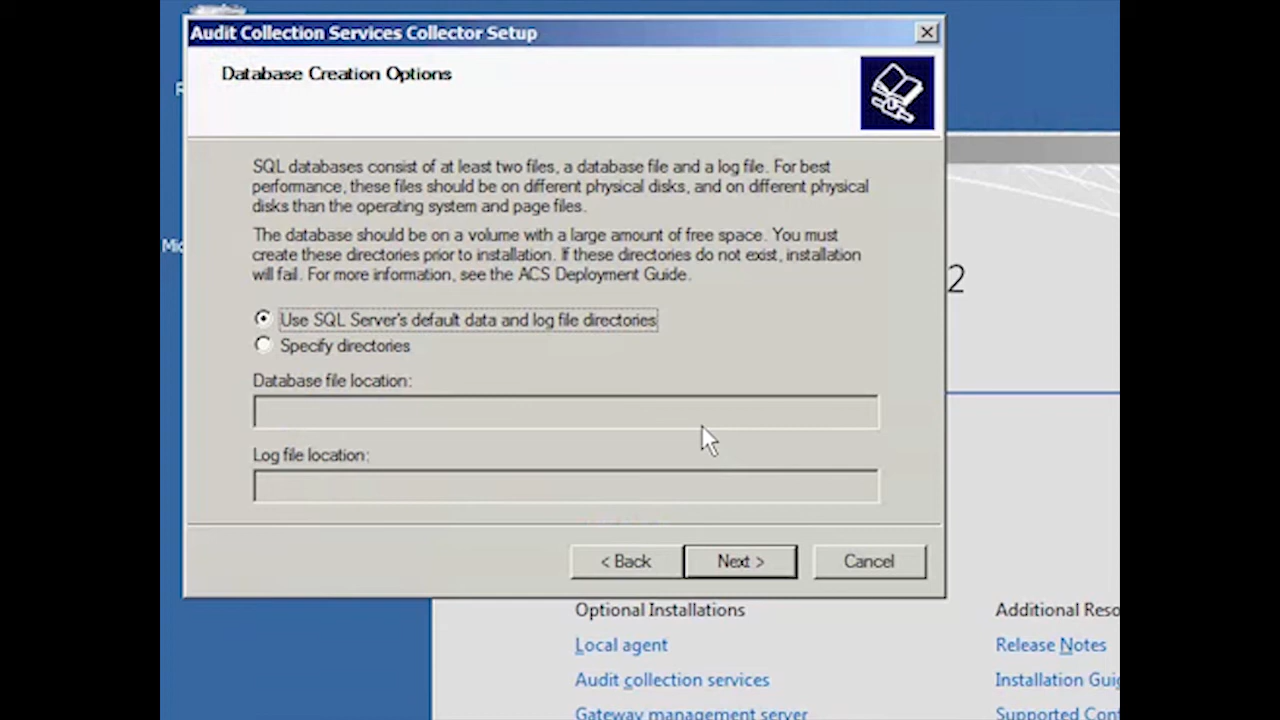 Audit Collection Services Collector Setup
Database Creation Options
SQL databases consist of at least two files, a database file and a log file. For best
performance, these files should be on different physical disks, and on different physical
disks than the operating system and page files.
The database should be on a volume with a large amount of free space. You must
create these directories prior to installation. If these directories do not exist, installation
will fail. For more information, see the ACS Deployment Guide.
Use SQL Server's default data and log file directories
Specify directories
Database file location:
Log file location:
< Back
Next >
Cancel
2
Optional Installations
Local agent
Audit collection services
Gateway management server
Additional Reso
Release Notes
Installation Guid
Supported Conf